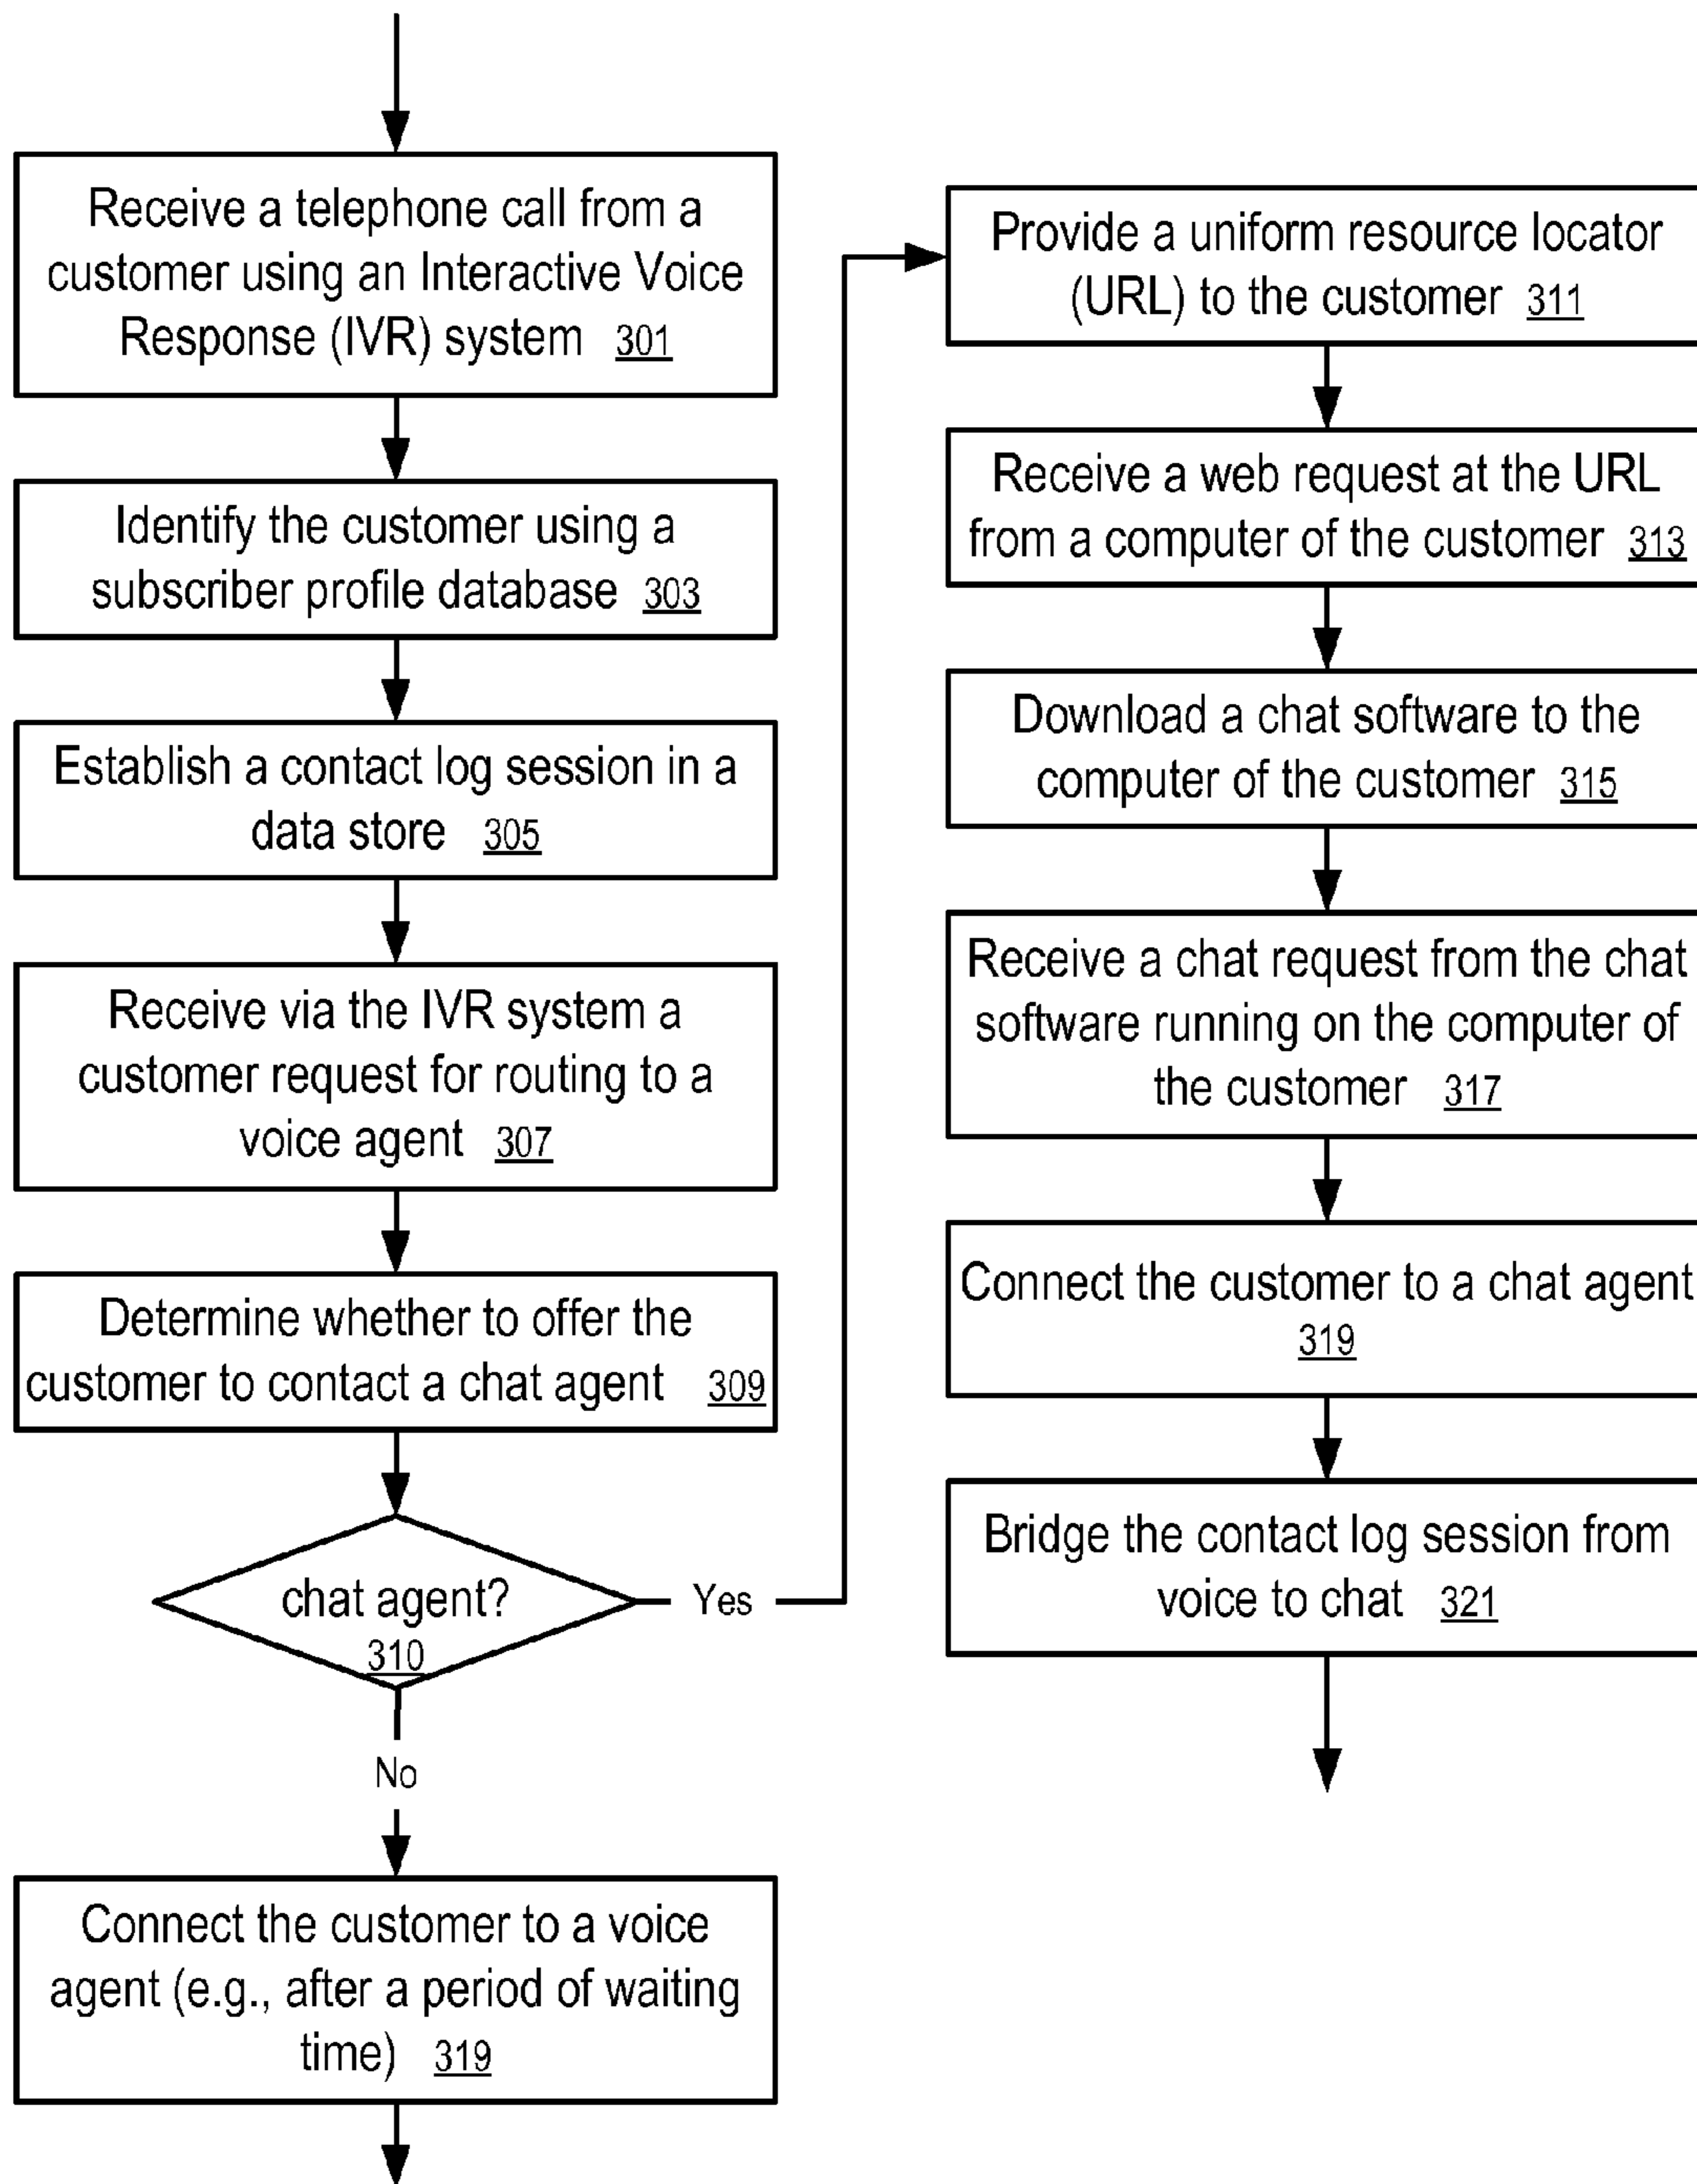 Receive a telephone call from a
customer using an Interactive Voice
Response (IVR) system 301
Identify the customer using a
subscriber profile database 303
Establish a contact log session in a
data store 305
Receive via the IVR system a
customer request for routing to a
voice agent 307
Determine whether to offer the
customer to contact a chat agent 309
chat agent?
310
Yes
No
Connect the customer to a voice
agent (e.g., after a period of waiting
time) 319
Provide a uniform resource locator
(URL) to the customer 311
Receive a web request at the URL
from a computer of the customer 313
Download a chat software to the
computer of the customer 315
Receive a chat request from the chat
software running on the computer of
the customer 317
Connect the customer to a chat agent
319
Bridge the contact log session from
voice to chat 321